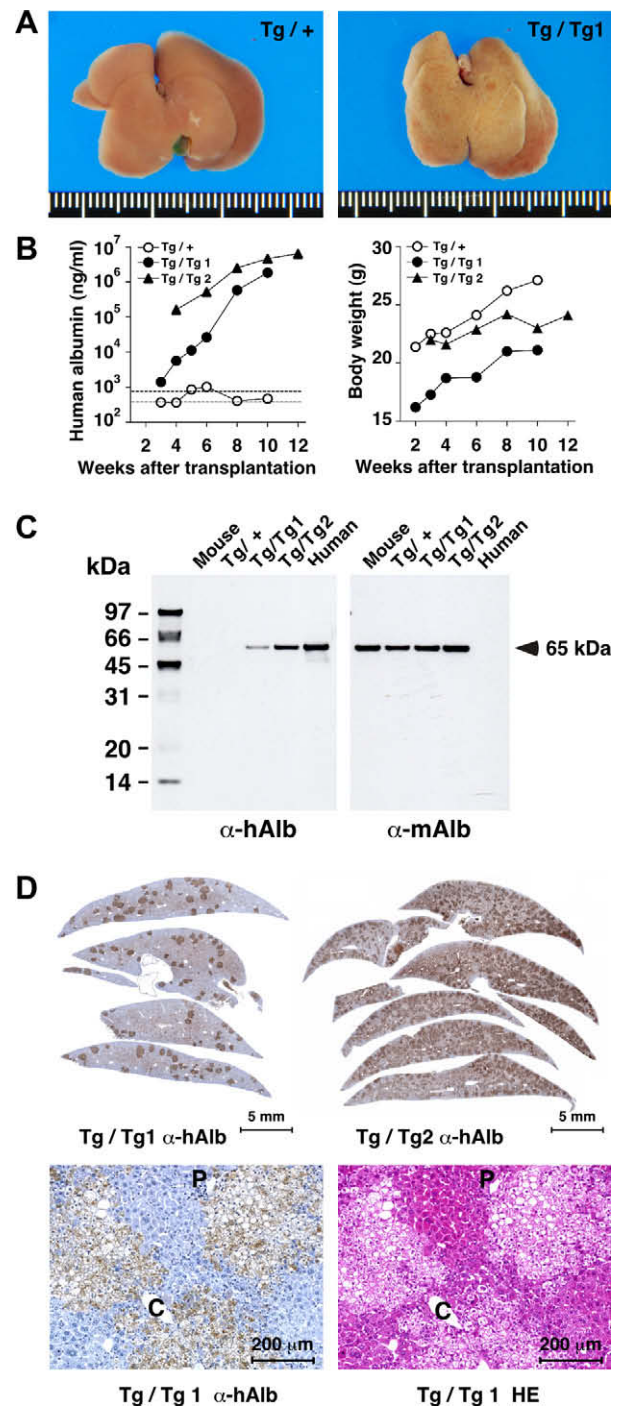 A
Tg / +
Tg / Tg1
B
Human albumin (ng/ml)
10⁷
10⁶
10⁵
10⁴
10³
10²
Tg / +
Tg / Tg 1
Tg / Tg 2
2 4 6 8 10 12
Weeks after transplantation
Body weight (g)
30
25
20
15
Tg / +
Tg / Tg 1
Tg / Tg 2
2 4 6 8 10 12
Weeks after transplantation
C
kDa
Mouse
Tg/ +
Tg/Tg1
Tg/Tg2
Human
Mouse
Tg/ +
Tg/Tg1
Tg/Tg2
Human
97
66
45
31
20
14
65 kDa
α-hAlb
α-mAlb
D
5 mm
Tg / Tg1 α-hAlb
5 mm
Tg / Tg2 α-hAlb
P
C
200 μm
Tg / Tg 1 α-hAlb
P
C
200 μm
Tg / Tg 1 HE